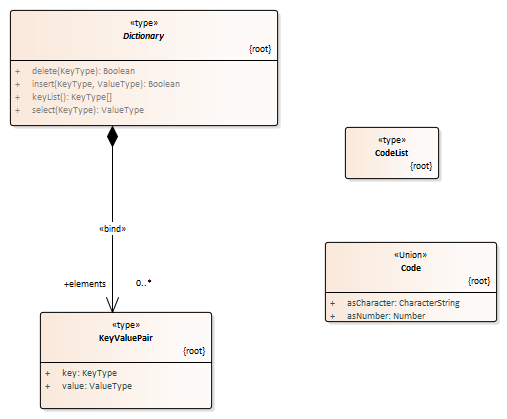 «type»
Dictionary
{root}
+ delete(KeyType): Boolean
+ insert(KeyType, ValueType): Boolean
+ keyList(): KeyType[]
+ select(KeyType): ValueType
«type»
CodeList
{root}
«bind»
«Union»
Code
{root}
+ asCharacter: CharacterString
+ asNumber: Number
+elements 0..*
«type»
KeyValuePair
{root}
+ key: KeyType
+ value: ValueType